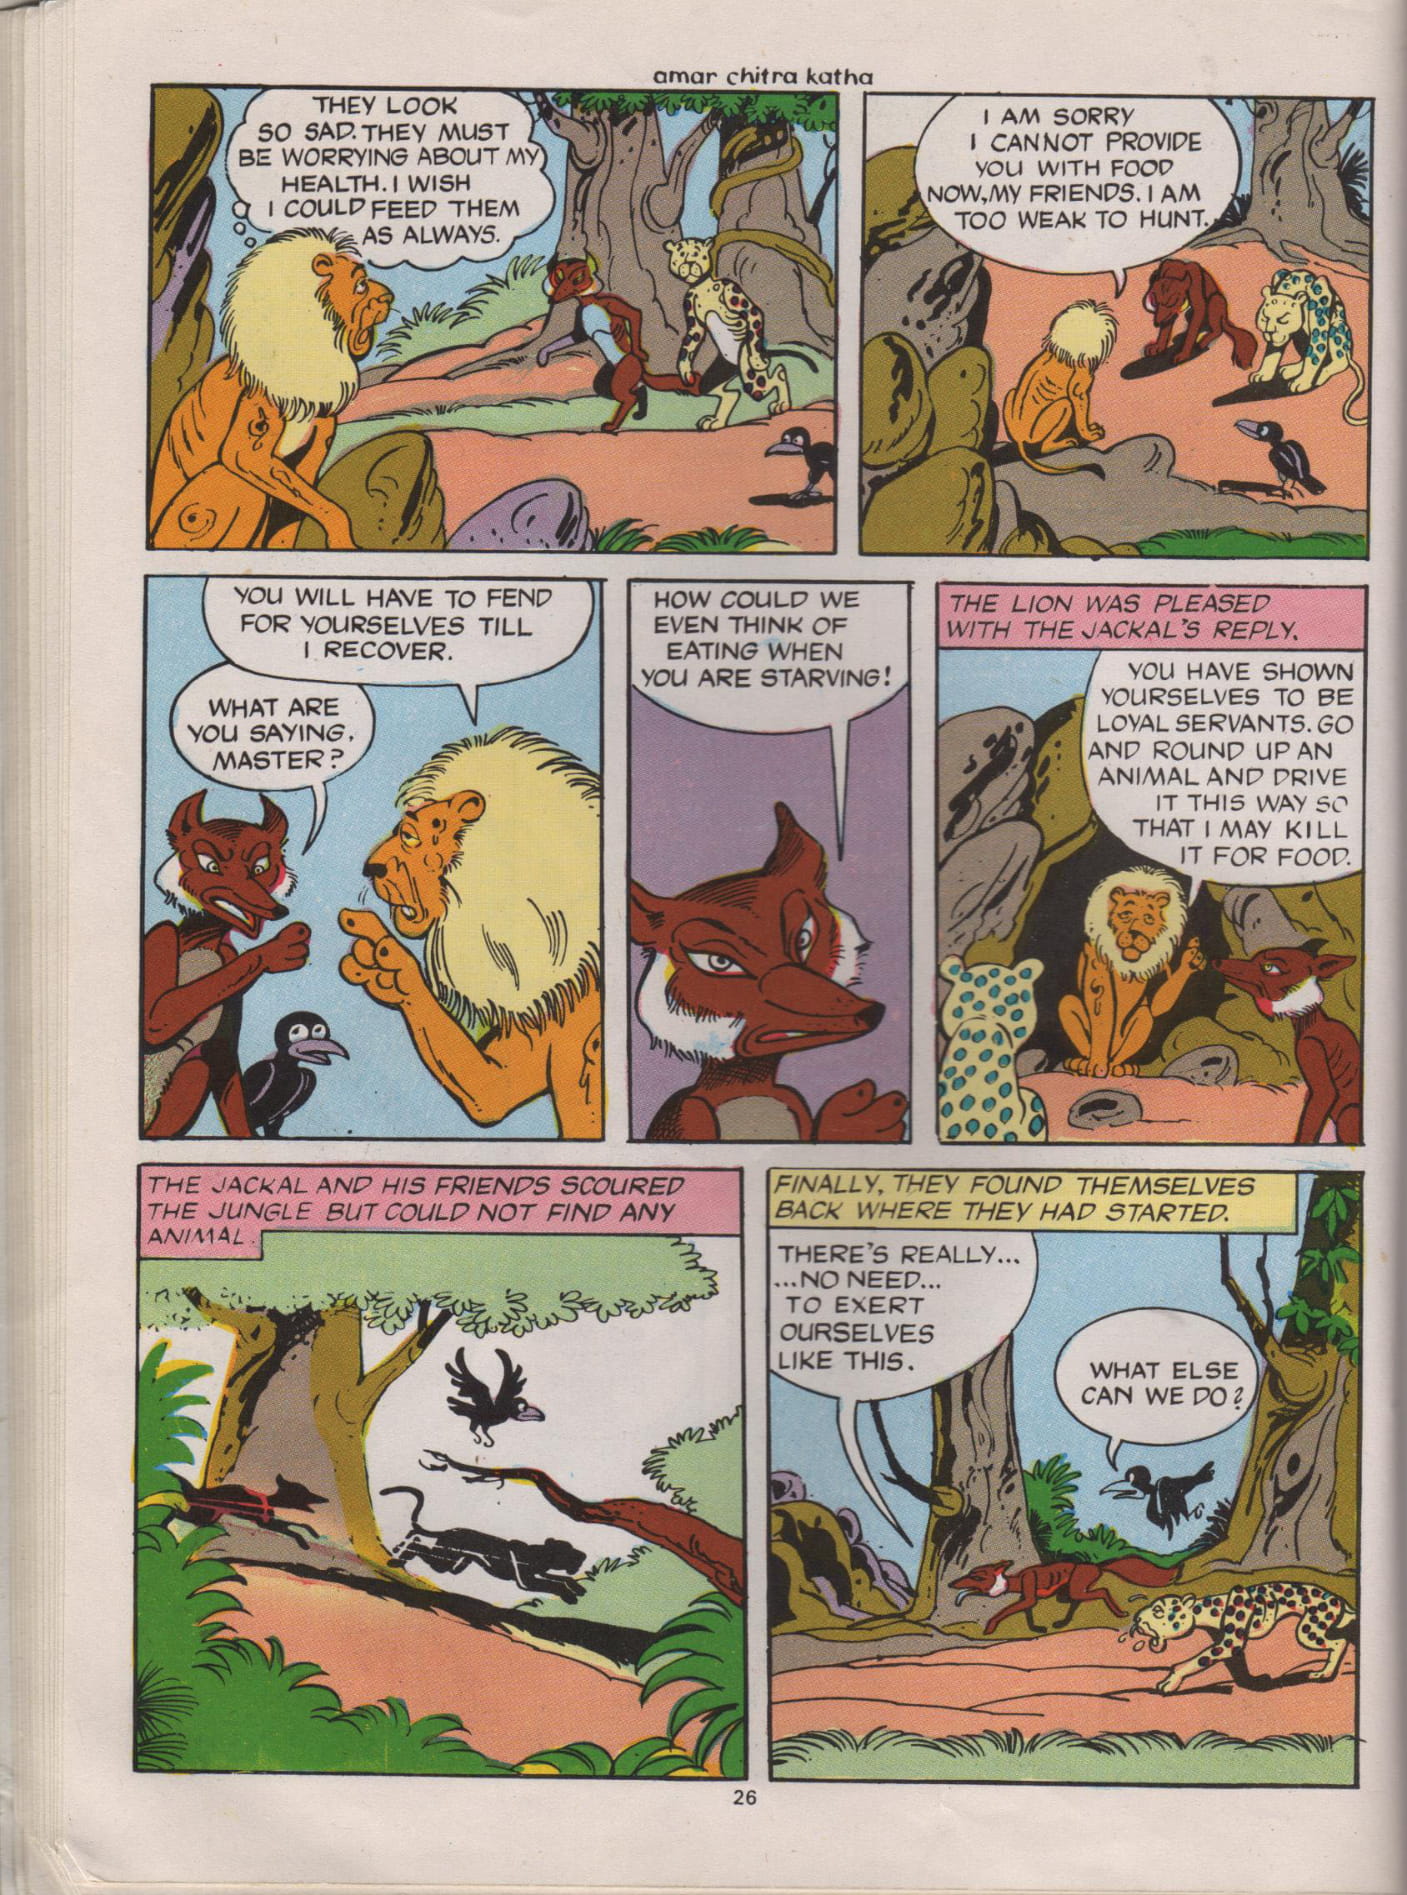 amar chitra katha
THEY LOOK
SO SAD. THEY MUST
BE WORRYING ABOUT MY
HEALTH. I WISH
I COULD FEED THEM
AS ALWAYS.
I AM SORRY
I CANNOT PROVIDE
YOU WITH FOOD
NOW, MY FRIENDS. I AM
TOO WEAK TO HUNT.
YOU WILL HAVE TO FEND
FOR YOURSELVES TILL
I RECOVER.
WHAT ARE
YOU SAYING,
MASTER?
HOW COULD WE
EVEN THINK OF
EATING WHEN
YOU ARE STARVING!
THE LION WAS PLEASED
WITH THE JACKAL'S REPLY.
YOU HAVE SHOWN
YOURSELVES TO BE
LOYAL SERVANTS. GO
AND ROUND UP AN
ANIMAL AND DRIVE
IT THIS WAY SO
THAT I MAY KILL
IT FOR FOOD.
THE JACKAL AND HIS FRIENDS SCOURED
THE JUNGLE BUT COULD NOT FIND ANY
ANIMAL.
FINALLY, THEY FOUND THEMSELVES
BACK WHERE THEY HAD STARTED.
THERE'S REALLY...
...NO NEED...
TO EXERT
OURSELVES
LIKE THIS.
WHAT ELSE
CAN WE DO?
26